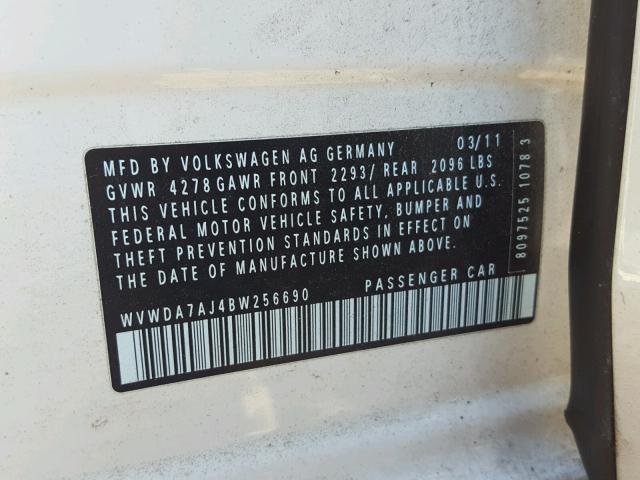 MFD BY VOLKSWAGEN AG GERMANY 03/11
GVWR 4278 GAWR FRONT 2293/ REAR 2096 LBS
THIS VEHICLE CONFORMS TO ALL APPLICABLE U.S.
FEDERAL MOTOR VEHICLE SAFETY, BUMPER AND
THEFT PREVENTION STANDARDS IN EFFECT ON
THE DATE OF MANUFACTURE SHOWN ABOVE.
WVWDA7AJ4BW256690 PASSENGER CAR
8097525 1078 3